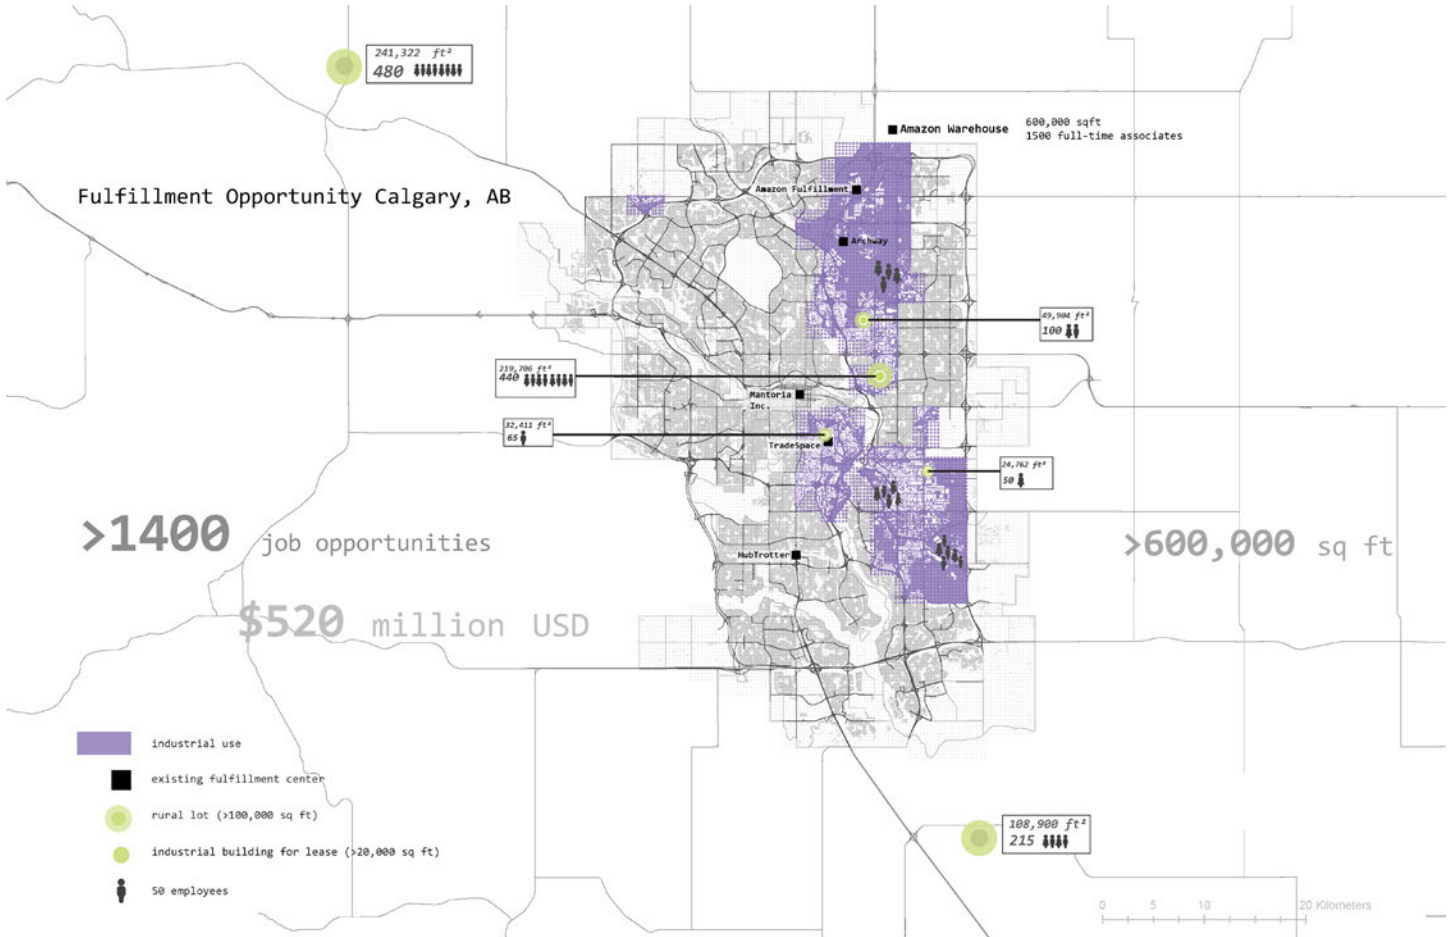 241,322 ft²
480
Amazon Warehouse
600,000 sqft
1500 full-time associates
Fulfillment Opportunity Calgary, AB
Amazon Fulfillment
Archway
49,904 ft²
100
219,706 ft²
440
Mantoria
Inc.
32,411 ft²
65
TradeSpace
24,762 ft²
50
>1400 job opportunities
>600,000 sq ft
HubTrotter
$520 million USD
industrial use
existing fulfillment center
rural lot (>100,000 sq ft)
industrial building for lease (>20,000 sq ft)
50 employees
108,900 ft²
215
0 5 10 20 Kilometers